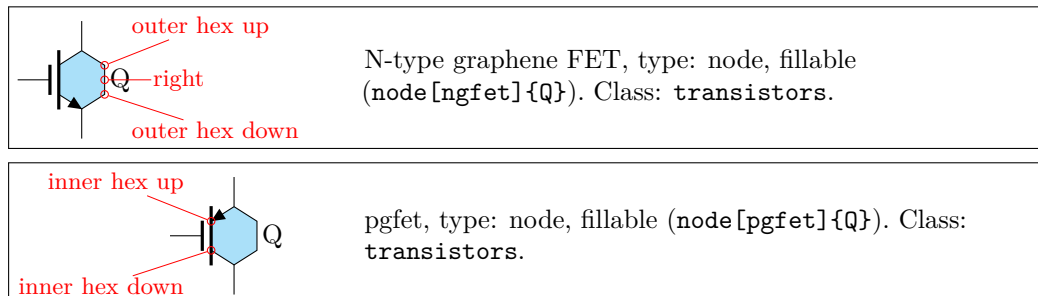 outer hex up
Q
right
outer hex down
N-type graphene FET, type: node, fillable
(node[ngfet]{Q}). Class: transistors.
inner hex up
Q
inner hex down
pgfet, type: node, fillable (node[pgfet]{Q}). Class:
transistors.